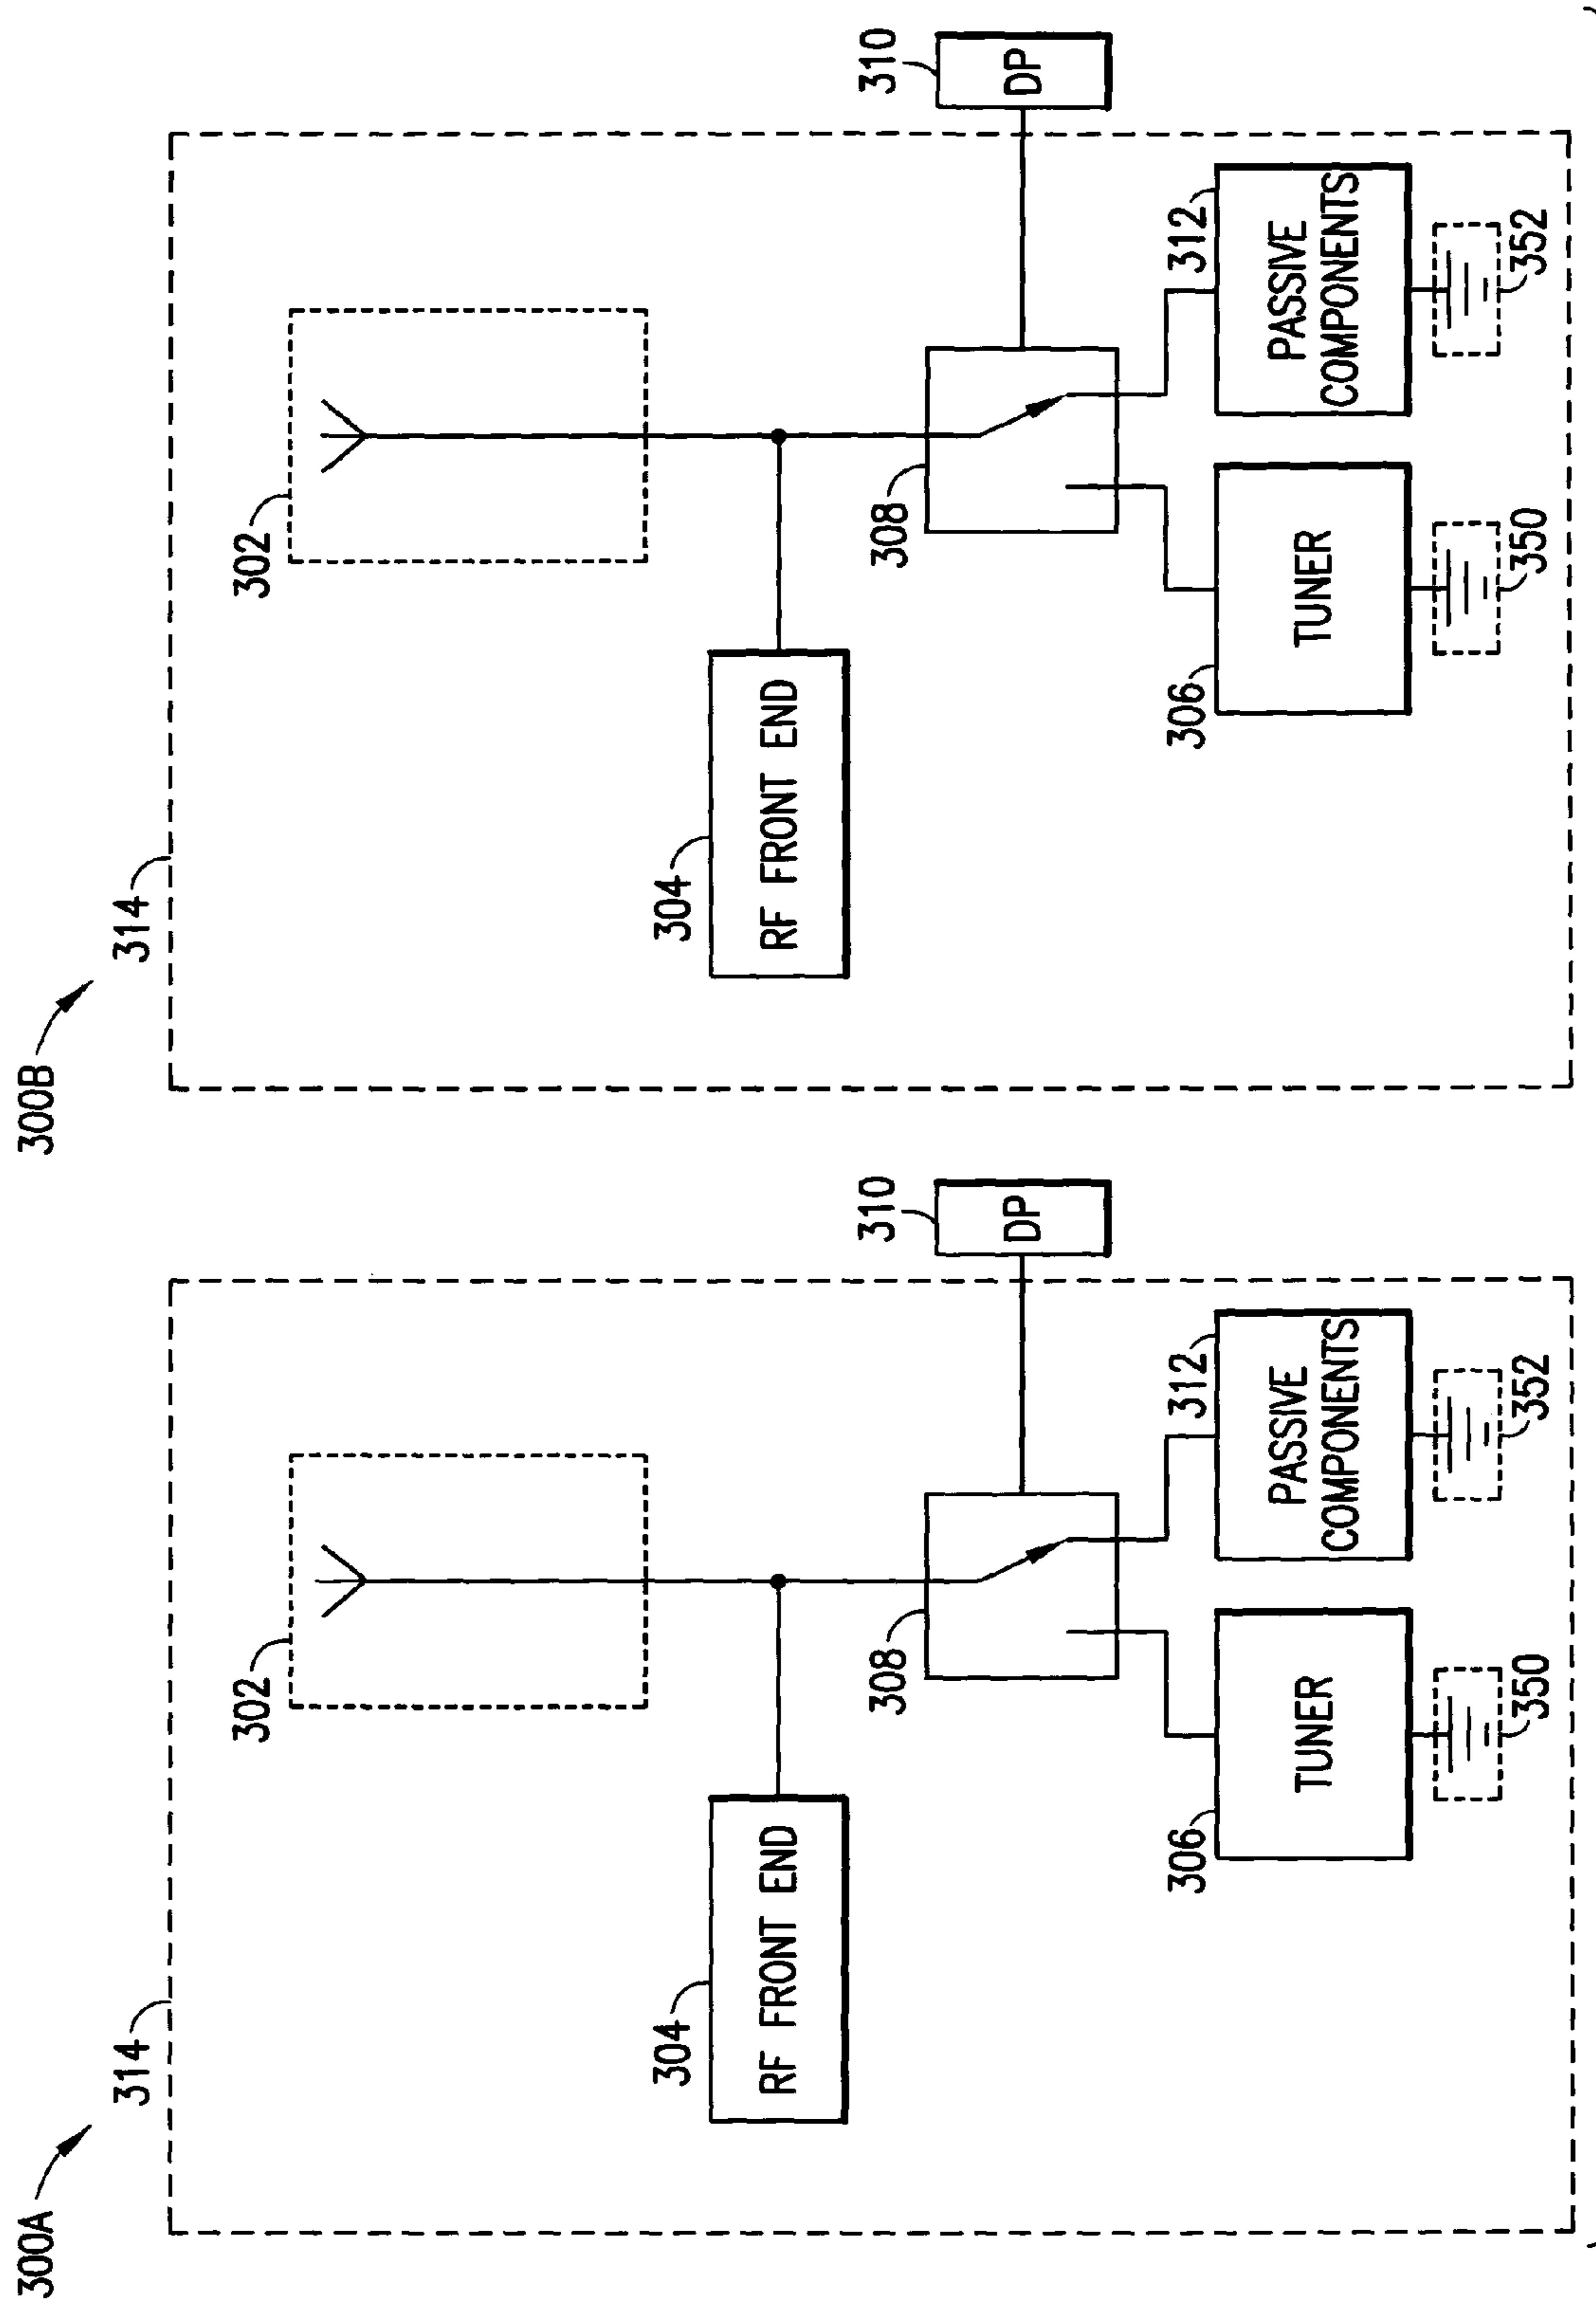 300A
314
302
304
RF FRONT END
308
310
DP
306
TUNER
312
PASSIVE
COMPONENTS
350
352
300B
314
302
304
RF FRONT END
308
310
DP
306
TUNER
312
PASSIVE
COMPONENTS
350
352